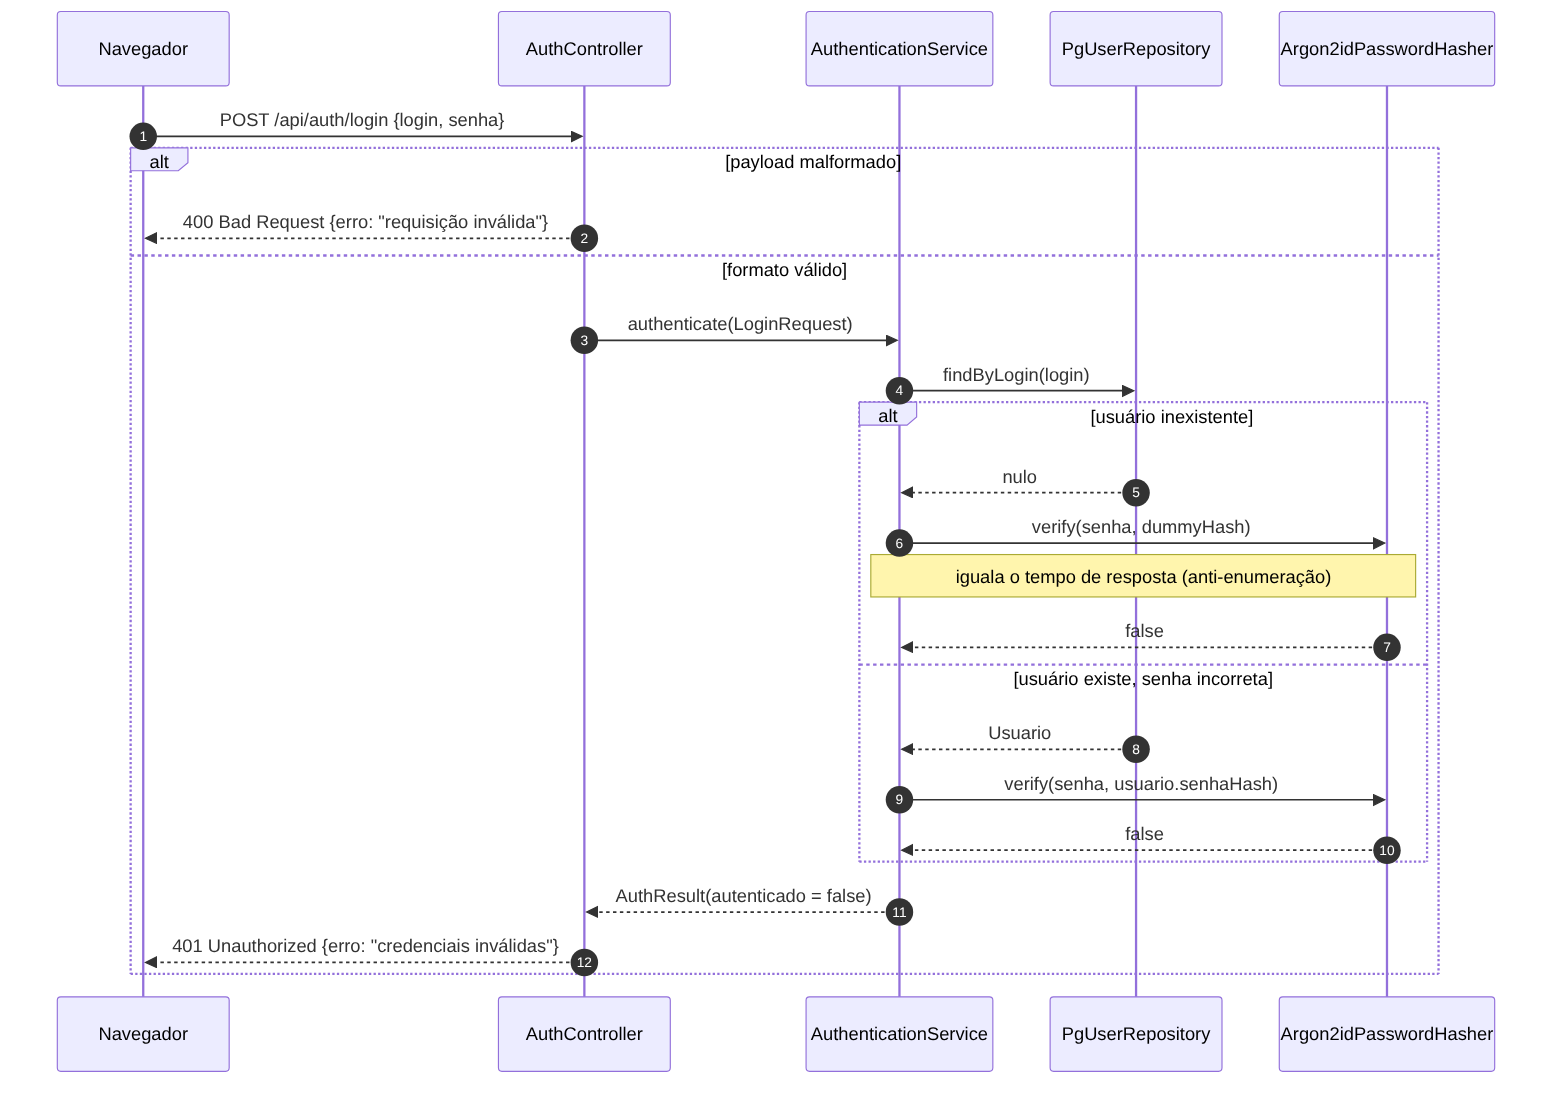 Navegador
AuthController
AuthenticationService
PgUserRepository
Argon2idPasswordHasher
POST /api/auth/login {login, senha}
1
alt
[payload malformado]
400 Bad Request {erro: "requisição inválida"}
2
[formato válido]
authenticate(LoginRequest)
3
findByLogin(login)
4
alt
[usuário inexistente]
nulo
5
verify(senha, dummyHash)
6
iguala o tempo de resposta (anti-enumeração)
false
7
[usuário existe, senha incorreta]
Usuario
8
verify(senha, usuario.senhaHash)
9
false
10
AuthResult(autenticado = false)
11
401 Unauthorized {erro: "credenciais inválidas"}
12
Navegador
AuthController
AuthenticationService
PgUserRepository
Argon2idPasswordHasher